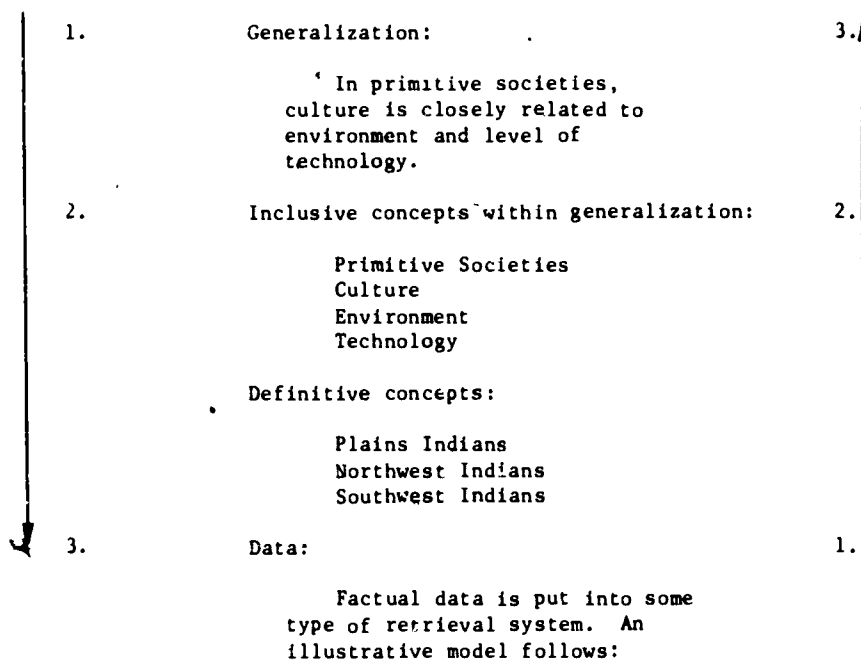 1. Generalization: 3.
In primitive societies,
culture is closely related to
environment and level of
technology.
2. Inclusive concepts within generalization: 2.
Primitive Societies
Culture
Environment
Technology
Definitive concepts:
Plains Indians
Northwest Indians
Southwest Indians
3. Data: 1.
Factual data is put into some
type of retrieval system. An
illustrative model follows: